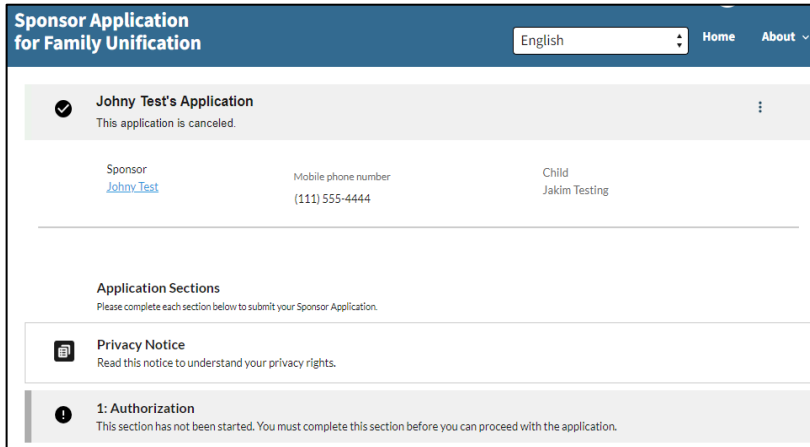 Sponsor Application
for Family Unification
English
Home
About
Johny Test's Application
This application is canceled.
Sponsor
Johny Test
Mobile phone number
(111) 555-4444
Child
Jakim Testing
Application Sections
Please complete each section below to submit your Sponsor Application.
Privacy Notice
Read this notice to understand your privacy rights.
1: Authorization
This section has not been started. You must complete this section before you can proceed with the application.